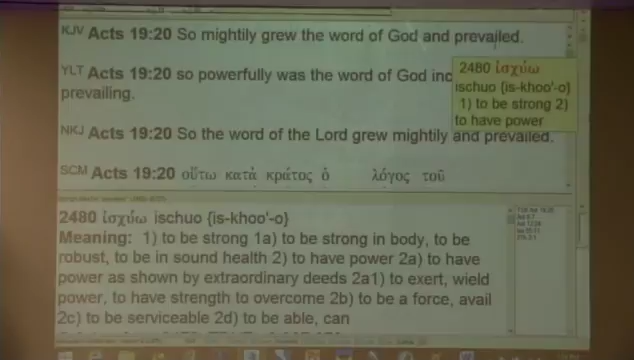 KJV Acts 19:20 So mightily grew the word of God and prevailed.
YLT Acts 19:20 so powerfully was the word of God inc
prevailing.
NKJ Acts 19:20 So the word of the Lord grew mightily and prevailed.
SCM Acts 19:20 οὕτω κατὰ κράτος ὁ λόγος τοῦ
2480 ἰσχύω
ischuo {is-khoo'-o}
1) to be strong 2)
to have power
2480 ἰσχύω ischuo {is-khoo'-o}
Meaning: 1) to be strong 1a) to be strong in body, to be
robust, to be in sound health 2) to have power 2a) to have
power as shown by extraordinary deeds 2a1) to exert, wield
power, to have strength to overcome 2b) to be a force, avail
2c) to be serviceable 2d) to be able, can